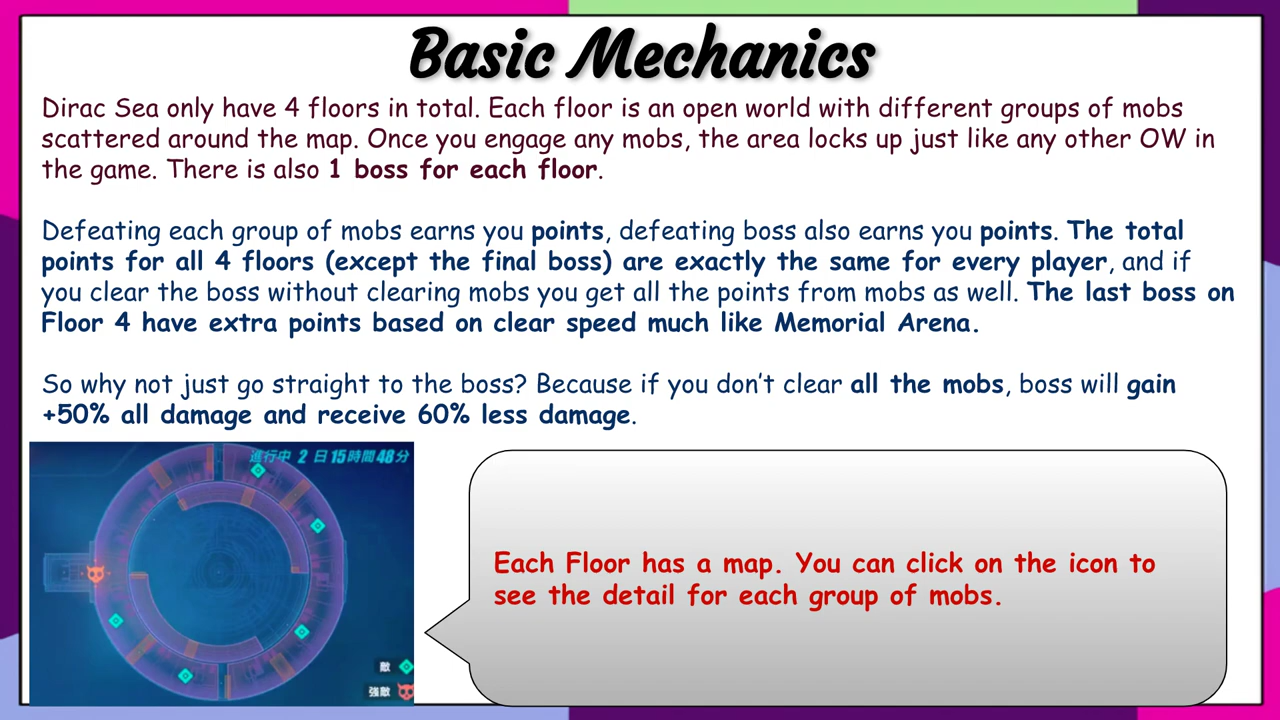 Basic Mechanics
Dirac Sea only have 4 floors in total. Each floor is an open world with different groups of mobs
scattered around the map. Once you engage any mobs, the area locks up just like any other OW in
the game. There is also 1 boss for each floor.
Defeating each group of mobs earns you points, defeating boss also earns you points. The total
points for all 4 floors (except the final boss) are exactly the same for every player, and if
you clear the boss without clearing mobs you get all the points from mobs as well. The last boss on
Floor 4 have extra points based on clear speed much like Memorial Arena.
So why not just go straight to the boss? Because if you don't clear all the mobs, boss will gain
+50% all damage and receive 60% less damage.
進行中 2 日 15時間48分
敵
強敵
Each Floor has a map. You can click on the icon to
see the detail for each group of mobs.